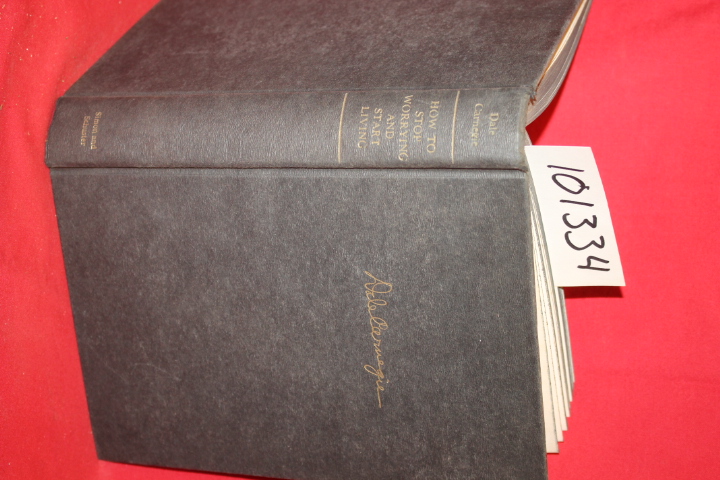 Dale
Carnegie
HOW TO
STOP
WORRYING
AND
START
LIVING
Simon and
Schuster
Dale Carnegie
101334